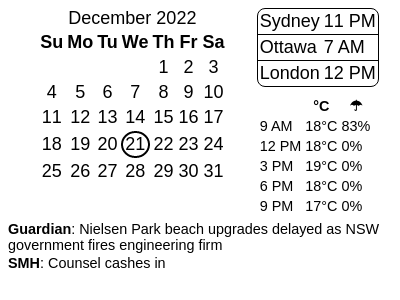 December 2022
Su Mo Tu We Th Fr Sa
1 2 3
4 5 6 7 8 9 10
11 12 13 14 15 16 17
18 19 20 21 22 23 24
25 26 27 28 29 30 31
Sydney 11 PM
Ottawa 7 AM
London 12 PM
°C ☂
9 AM 18°C 83%
12 PM 18°C 0%
3 PM 19°C 0%
6 PM 18°C 0%
9 PM 17°C 0%
Guardian: Nielsen Park beach upgrades delayed as NSW
government fires engineering firm
SMH: Counsel cashes in